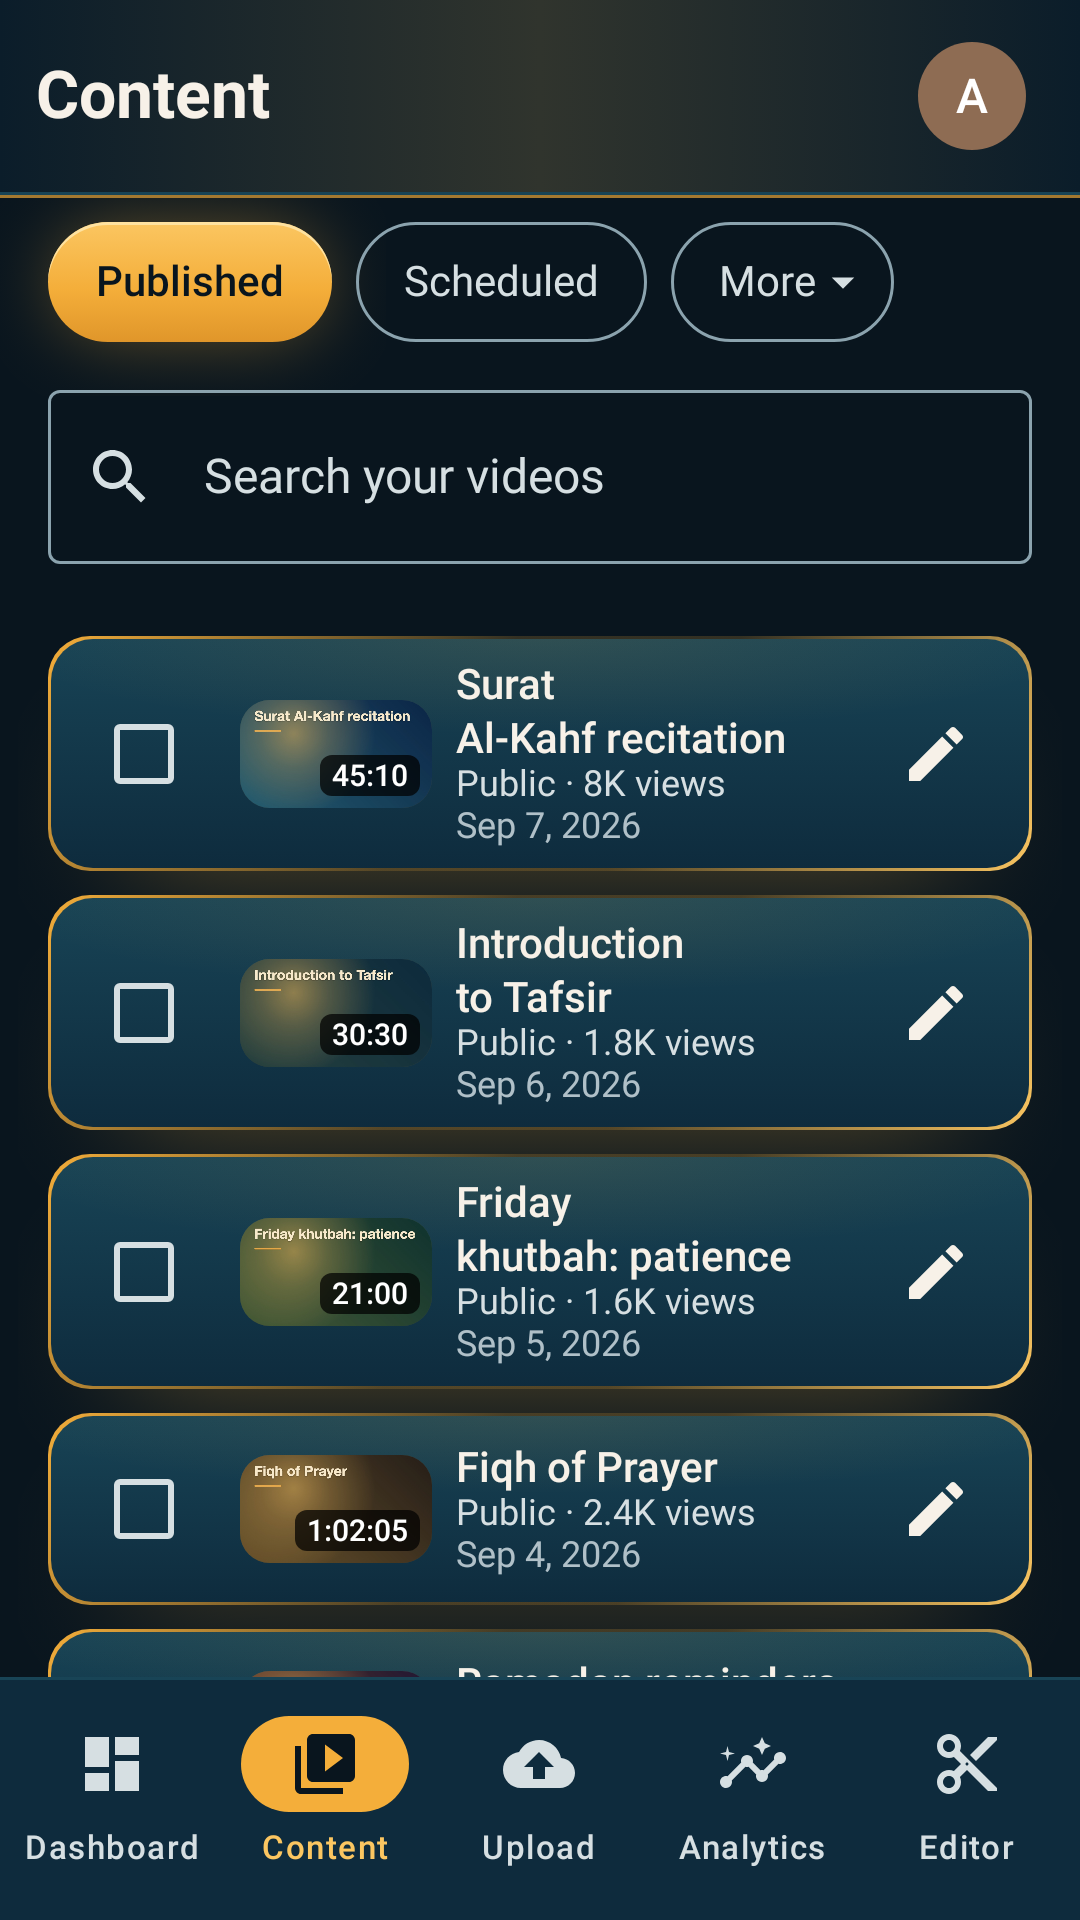 Content
A
Published
Scheduled
More
Search your videos
Surat Al-Kahf recitation
45:10
Surat
Al-Kahf recitation
Public · 8K views
Sep 7, 2026
Introduction to Tafsir
30:30
Introduction
to Tafsir
Public · 1.8K views
Sep 6, 2026
Friday khutbah: patience
21:00
Friday
khutbah: patience
Public · 1.6K views
Sep 5, 2026
Fiqh of Prayer
1:02:05
Fiqh of Prayer
Public · 2.4K views
Sep 4, 2026
Ramadan reminders
Dashboard
Content
Upload
Analytics
Editor